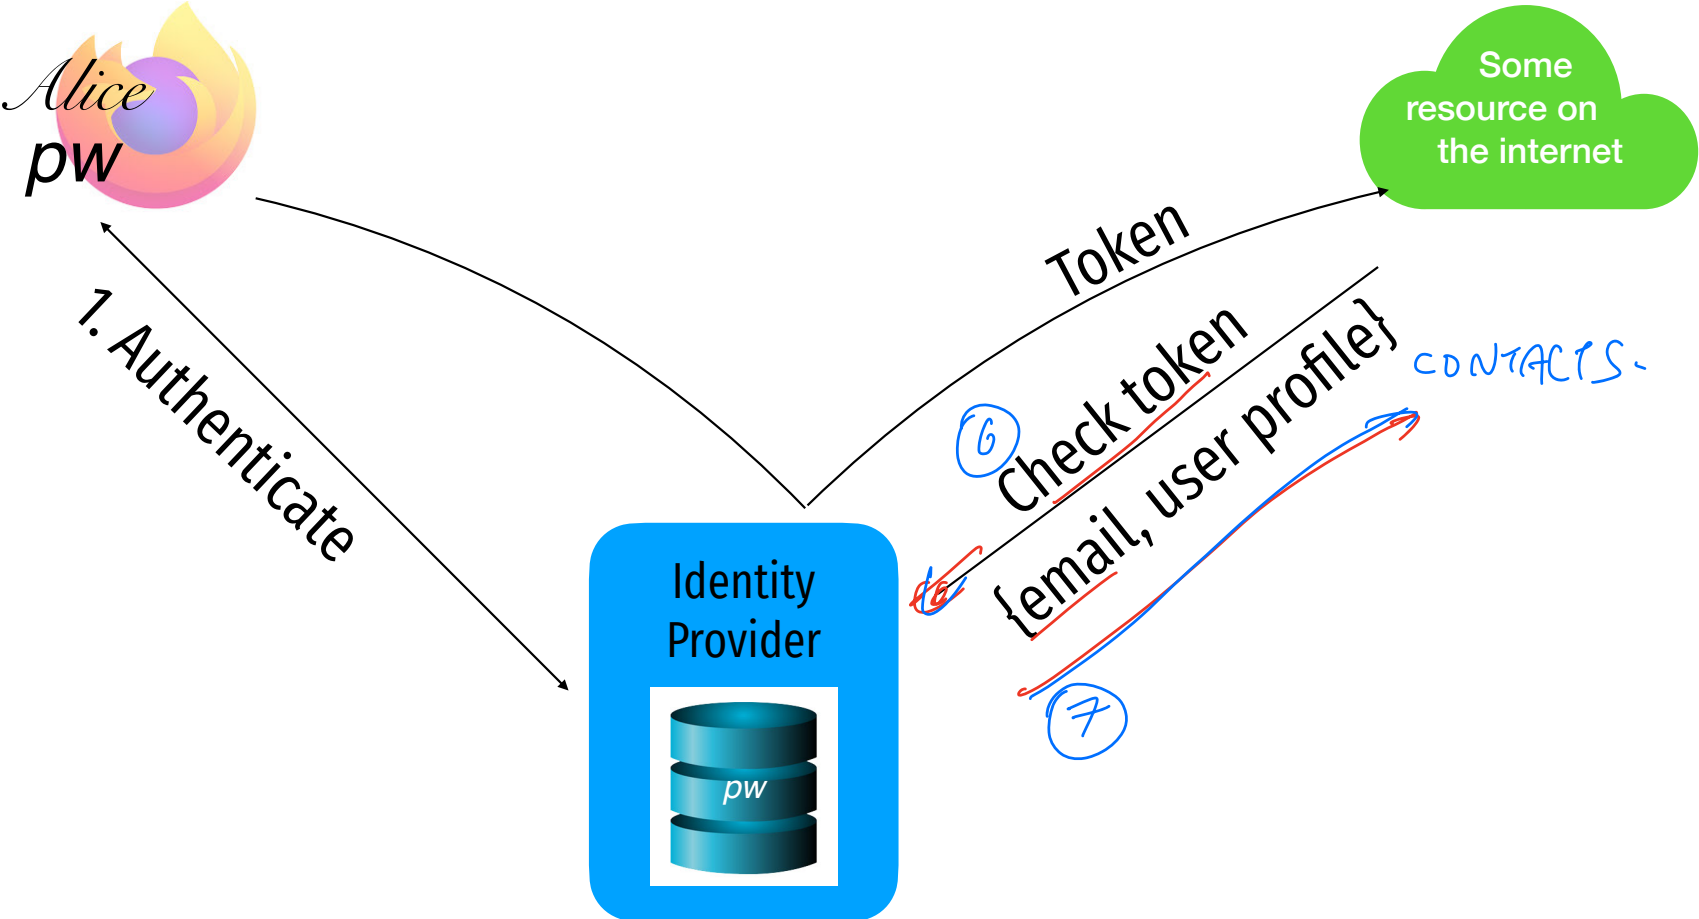 Alice
pw
Some
resource on
the internet
1. Authenticate
Token
Check token
{email, user profile}
CONTACTS.
6
Identity
Provider
pw
7